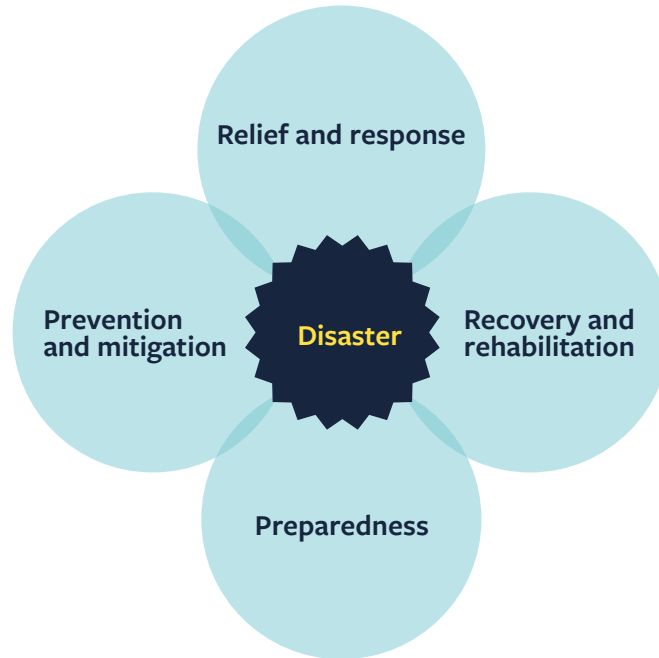 Relief and response
Prevention
and mitigation
Disaster
Recovery and
rehabilitation
Preparedness